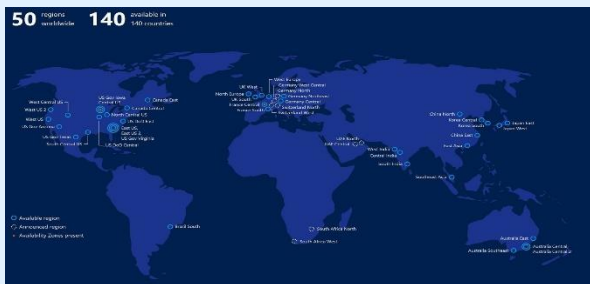 50 regions worldwide
140 available in 140 countries
West Central US
West US 2
West US
US Gov Arizona
US Gov Texas
South Central US
US Gov Iowa
Central US
North Central US
Canada East
Canada Central
US DoD East
East US,
East US 2
US Gov Virginia
US DoD Central
North Europe
UK West
UK South
West Europe
France Central
Germany West Central
Germany North
Germany Northeast
Germany Central
Switzerland North
Switzerland West
UAE North
UAE Central
West India
Central India
South India
China North
Korea Central
Korea South
Japan East
Japan West
China East
East Asia
Southeast Asia
Brazil South
South Africa North
South Africa West
Australia East
Australia Central,
Australia Central 2
Australia Southeast
Available region
Announced region
Availability Zones present